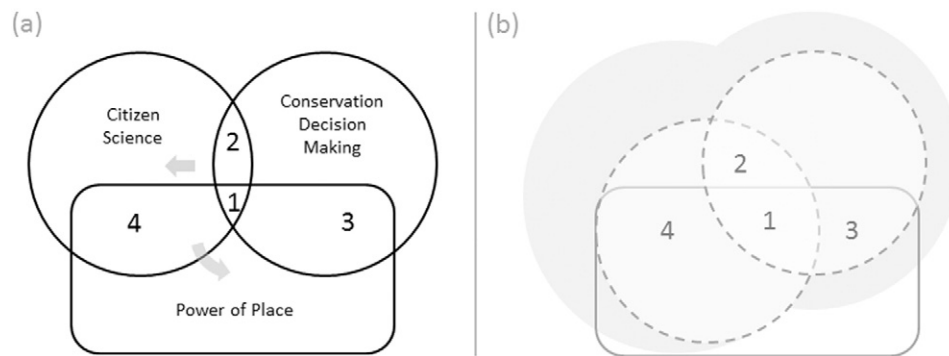 (a)
Citizen
Science
Conservation
Decision
Making
2
1
4
3
Power of Place
(b)
2
1
4
3